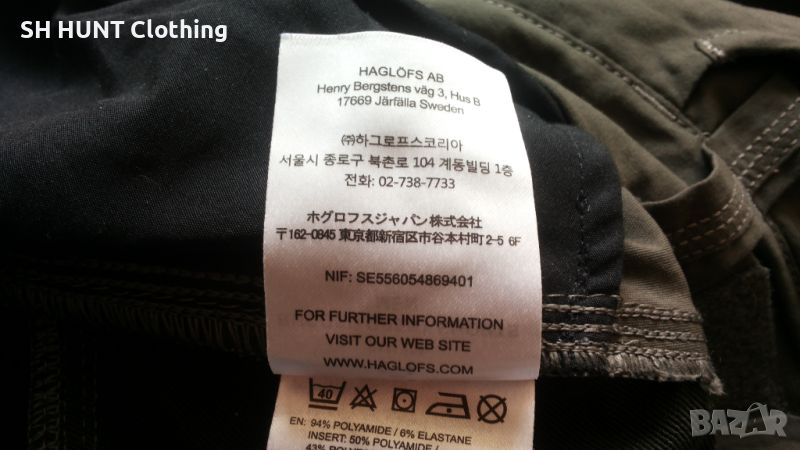 SH HUNT Clothing
HAGLÖFS AB
Henry Bergstens väg 3, Hus B
17669 Järfälla Sweden
㈜하그로프스코리아
서울시 종로구 북촌로 104 계동빌딩 1층
전화: 02-738-7733
ホグロフスジャパン株式会社
〒162-0845 東京都新宿区市谷本村町2-5 6F
NIF: SE556054869401
FOR FURTHER INFORMATION
VISIT OUR WEB SITE
WWW.HAGLOFS.COM
40
EN: 94% POLYAMIDE / 6% ELASTANE
INSERT: 50% POLYAMIDE /
43% POLYE
BAZAR